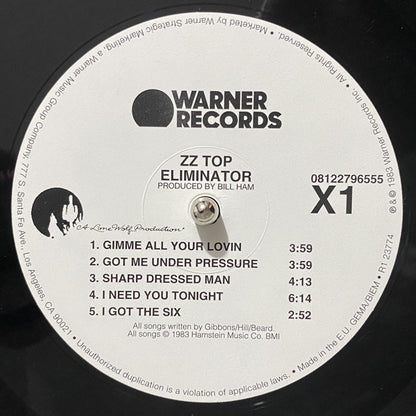 WARNER
RECORDS
ZZ TOP
ELIMINATOR
PRODUCED BY BILL HAM
08122796555
X1
A Lone Wolf Production
1. GIMME ALL YOUR LOVIN 3:59
2. GOT ME UNDER PRESSURE 3:59
3. SHARP DRESSED MAN 4:13
4. I NEED YOU TONIGHT 6:14
5. I GOT THE SIX 2:52
All songs written by Gibbons/Hill/Beard.
All songs © 1983 Hamstein Music Co. BMI
Marketed by Warner Strategic Marketing, a Warner Music Group Company, 777 S. Santa Fe Ave., Los Angeles, CA. 90021 • Unauthorized duplication is a violation of applicable laws. • Made in the E.U. GEMA/BIEM. • R1 23774
℗ & © 1983 Warner Records Inc. All Rights Reserved.